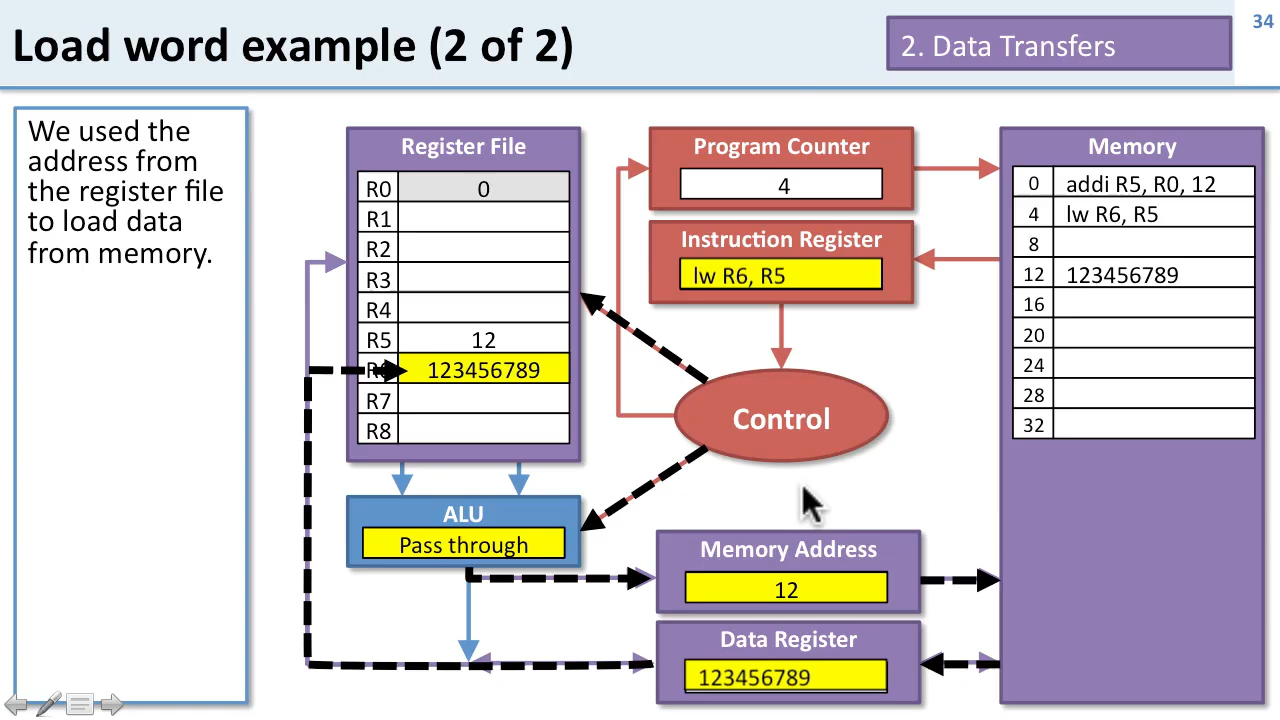 Load word example (2 of 2)
2. Data Transfers
34
We used the
address from
the register file
to load data
from memory.
Register File
R0 0
R1
R2
R3
R4
R5 12
R6 123456789
R7
R8
ALU
Pass through
Program Counter
4
Instruction Register
lw R6, R5
Control
Memory Address
12
Data Register
123456789
Memory
0 addi R5, R0, 12
4 lw R6, R5
8
12 123456789
16
20
24
28
32